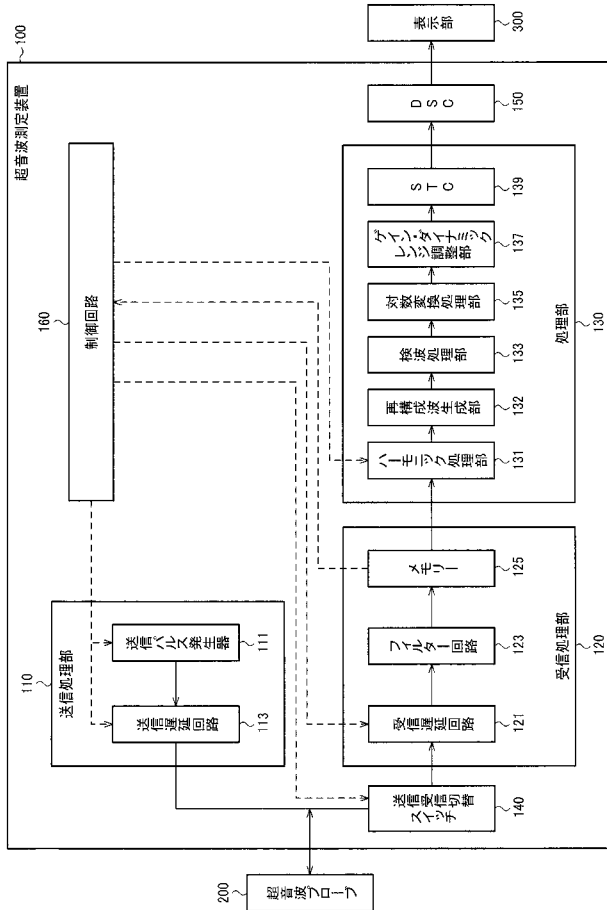 超音波測定装置
100
160
制御回路
110
送信処理部
送信パルス発生器
111
送信遅延回路
113
200
超音波プローブ
送信受信切替
スイッチ
140
受信遅延回路
121
フィルター回路
123
メモリー
125
受信処理部
120
ハーモニック処理部
131
再構成波生成部
132
検波処理部
133
対数変換処理部
135
ゲイン・ダイナミック
レンジ調整部
137
STC
139
処理部
130
DSC
150
表示部
300